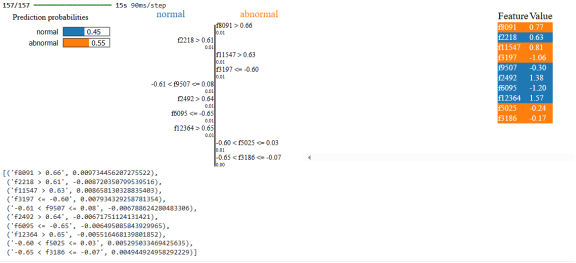 157/157 15s 90ms/step
Prediction probabilities
normal 0.45
abnormal 0.55
normal abnormal
f8091 > 0.66
0.01
f2218 > 0.61
0.01
f11547 > 0.63
0.01
f3197 <= -0.60
0.01
-0.61 < f9507 <= 0.08
0.01
f2492 > 0.64
0.01
f6095 <= -0.65
0.01
f12364 > 0.65
0.01
-0.60 < f5025 <= 0.03
0.01
-0.65 < f3186 <= -0.07
0.00
Feature Value
f8091 0.77
f2218 0.63
f11547 0.81
f3197 -1.06
f9507 -0.30
f2492 1.38
f6095 -1.20
f12364 1.57
f5025 -0.24
f3186 -0.17
[('f8091 > 0.66', 0.009734456207275522),
('f2218 > 0.61', -0.008720350799539516),
('f11547 > 0.63', 0.008658130328835403),
('f3197 <= -0.60', 0.007934329258781354),
('-0.61 < f9507 <= 0.08', -0.006788624280483306),
('f2492 > 0.64', -0.00671751124131421),
('f6095 <= -0.65', -0.006495085843929965),
('f12364 > 0.65', -0.005516468139801852),
('-0.60 < f5025 <= 0.03', 0.005295033469425635),
('-0.65 < f3186 <= -0.07', 0.004944924958292229)]